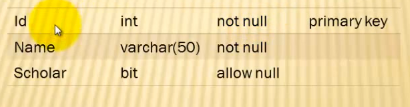 Id int not null primary key
Name varchar(50) not null
Scholar bit allow null